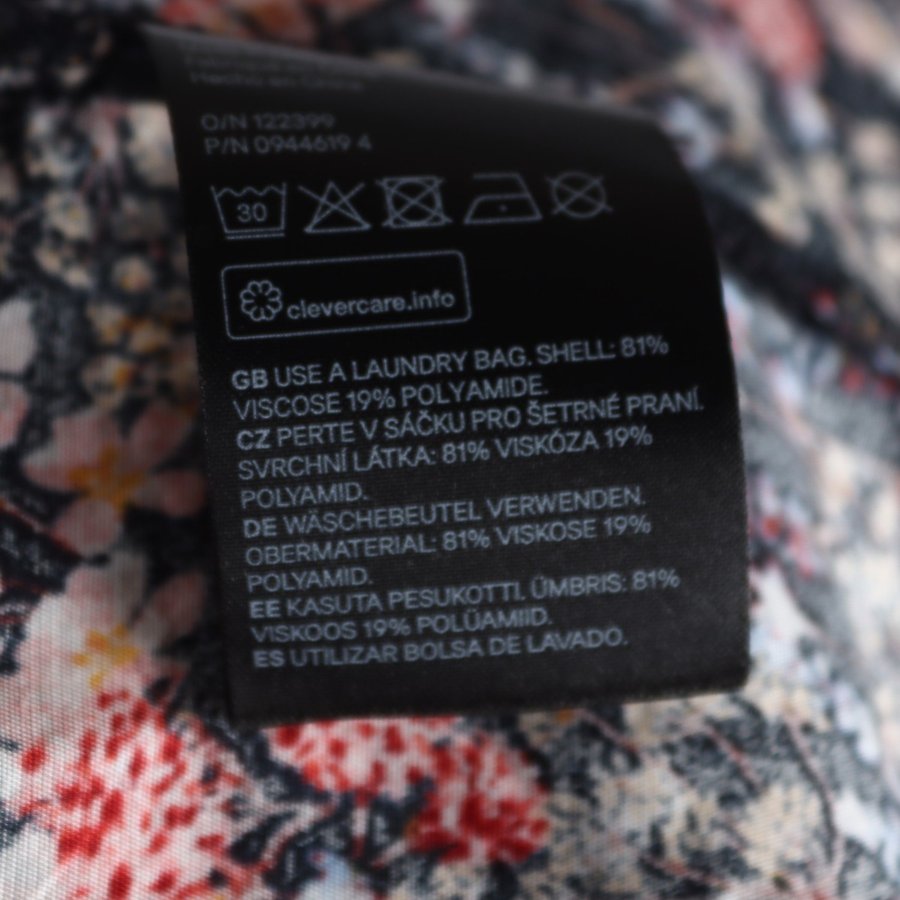 O/N 122399
P/N 0944619 4
30
clevercare.info
GB USE A LAUNDRY BAG. SHELL: 81%
VISCOSE 19% POLYAMIDE.
CZ PERTE V SÁČKU PRO ŠETRNÉ PRANÍ.
SVRCHNÍ LÁTKA: 81% VISKÓZA 19%
POLYAMID.
DE WÄSCHEBEUTEL VERWENDEN.
OBERMATERIAL: 81% VISKOSE 19%
POLYAMID.
EE KASUTA PESUKOTTI. ÜMBRIS: 81%
VISKOOS 19% POLÜAMIID.
ES UTILIZAR BOLSA DE LAVADO.